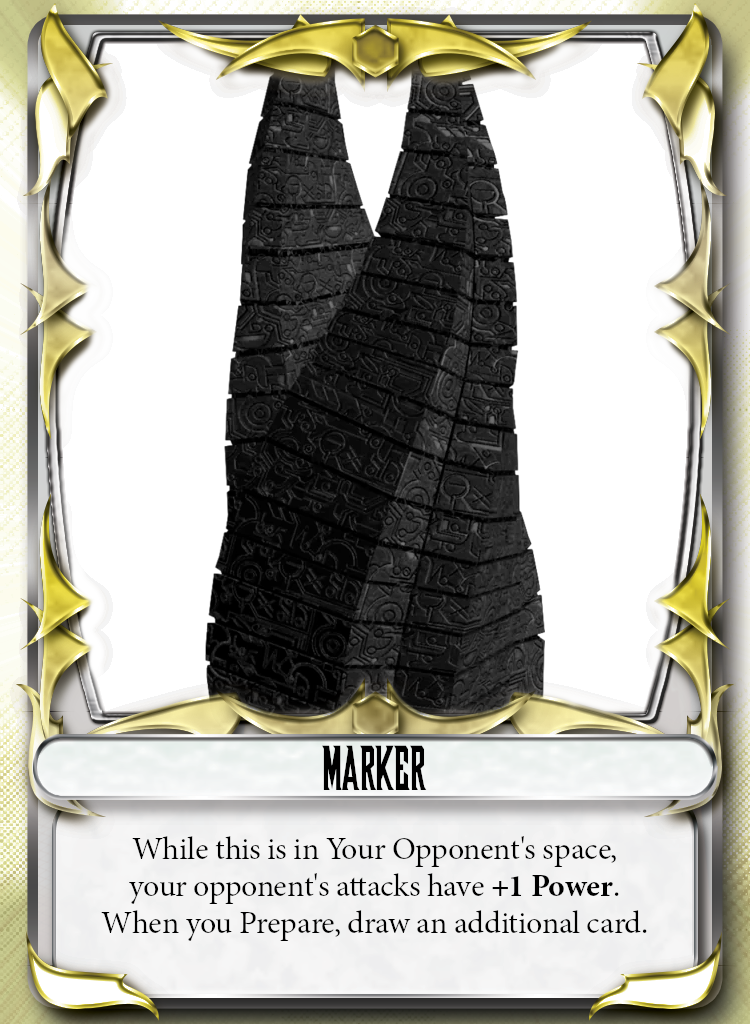 MARKER
While this is in Your Opponent's space,
your opponent's attacks have +1 Power.
When you Prepare, draw an additional card.